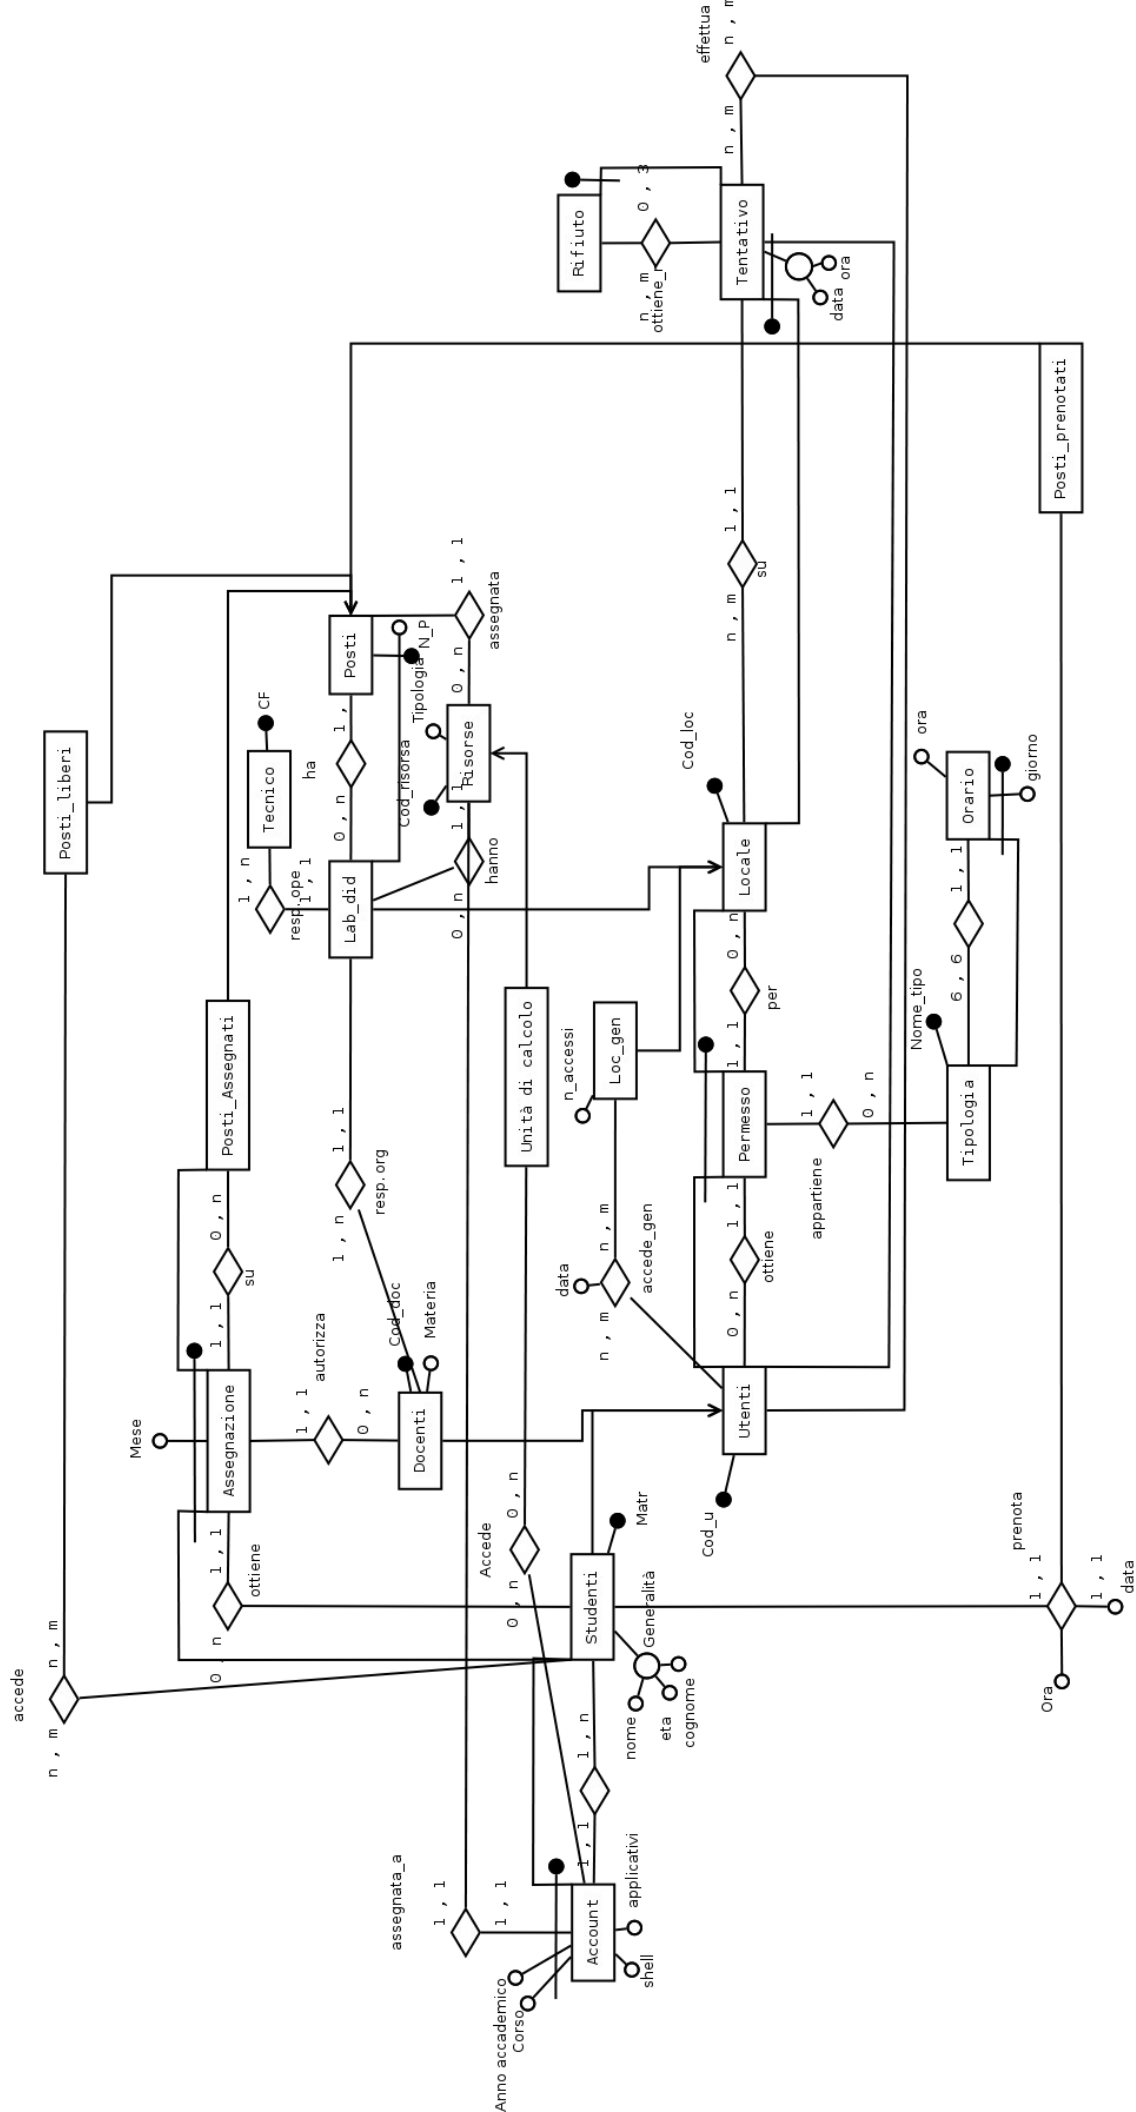 accede
n , m
n , m
Posti_liberi
Mese
0 , n
1 , 1
1 , 1
0 , n
Assegnazione
su
Posti_Assegnati
ottiene
1 , n
Tecnico
CF
1 , 1
autorizza
resp.ope
1 , 1
ha
1 , n
1 , 1
0 , n
1 ,
Lab_did
Posti
0 , n
resp.org
assegnata_a
Cod_doc
Cod_risorsa
Tipologia
N_P
Docenti
Materia
1 , 1
0 , n
1 , 1
0 , n
1 , 1
Risorse
Accede
hanno
assegnata
1 , 1
Anno accademico
Corso
0 , n
0 , n
Unità di calcolo
data
n_accessi
Rifiuto
1 , 1
1 , n
Account
Studenti
n , m
n , m
Loc_gen
applicativi
nome
shell
Generalità
Matr
accede_gen
n , m
0 , 3
ottiene_r
eta
cognome
Cod_u
Cod_loc
effettua
0 , n
1 , 1
1 , 1
0 , n
n , m
1 , 1
n , m
n , m
Utenti
Permesso
Locale
Tentativo
ottiene
per
su
1 , 1
appartiene
data
ora
0 , n
Nome_tipo
ora
6 , 6
1 , 1
Tipologia
Orario
prenota
giorno
1 , 1
Ora
Posti_prenotati
1 , 1
data